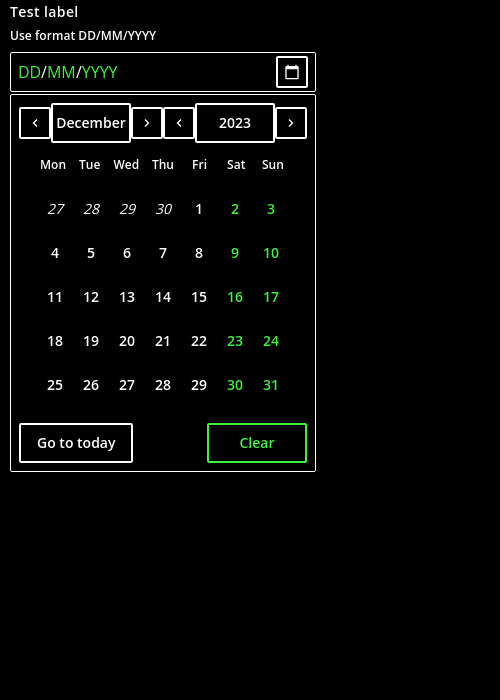 Test label
Use format DD/MM/YYYY
DD/MM/YYYY
December 2023
Mon Tue Wed Thu Fri Sat Sun
27 28 29 30 1 2 3
4 5 6 7 8 9 10
11 12 13 14 15 16 17
18 19 20 21 22 23 24
25 26 27 28 29 30 31
Go to today Clear